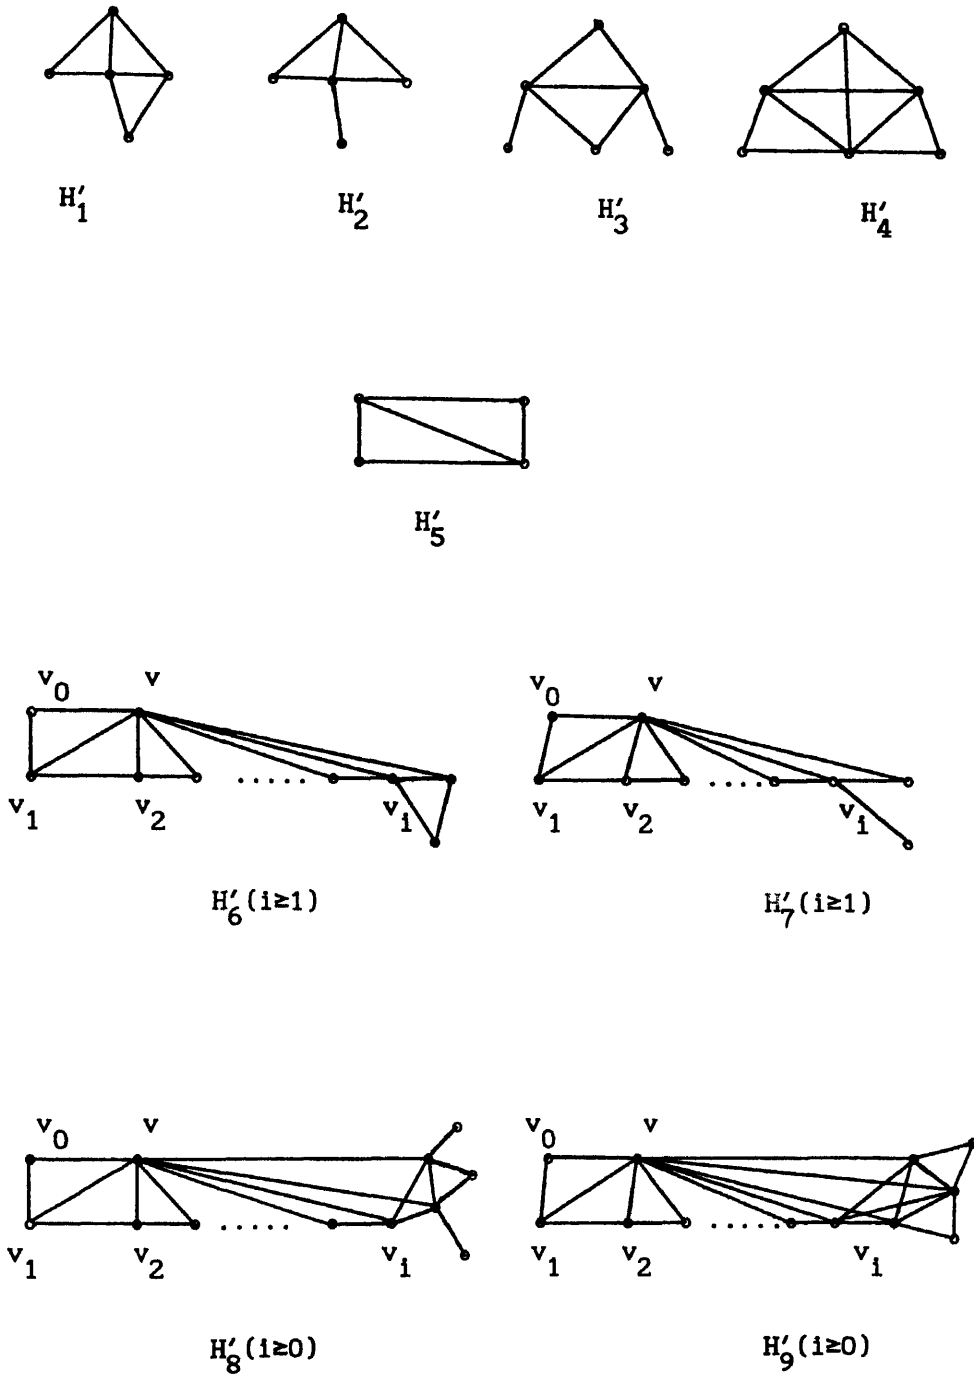 H′₁ H′₂ H′₃ H′₄
H′₅
v₀ v v₀ v
v₁ v₂ ..... vᵢ v₁ v₂ ..... vᵢ
H′₆(i≥1) H′₇(i≥1)
v₀ v v₀ v
v₁ v₂ ...... vᵢ v₁ v₂ ...... vᵢ
H′₈(i≥0) H′₉(i≥0)